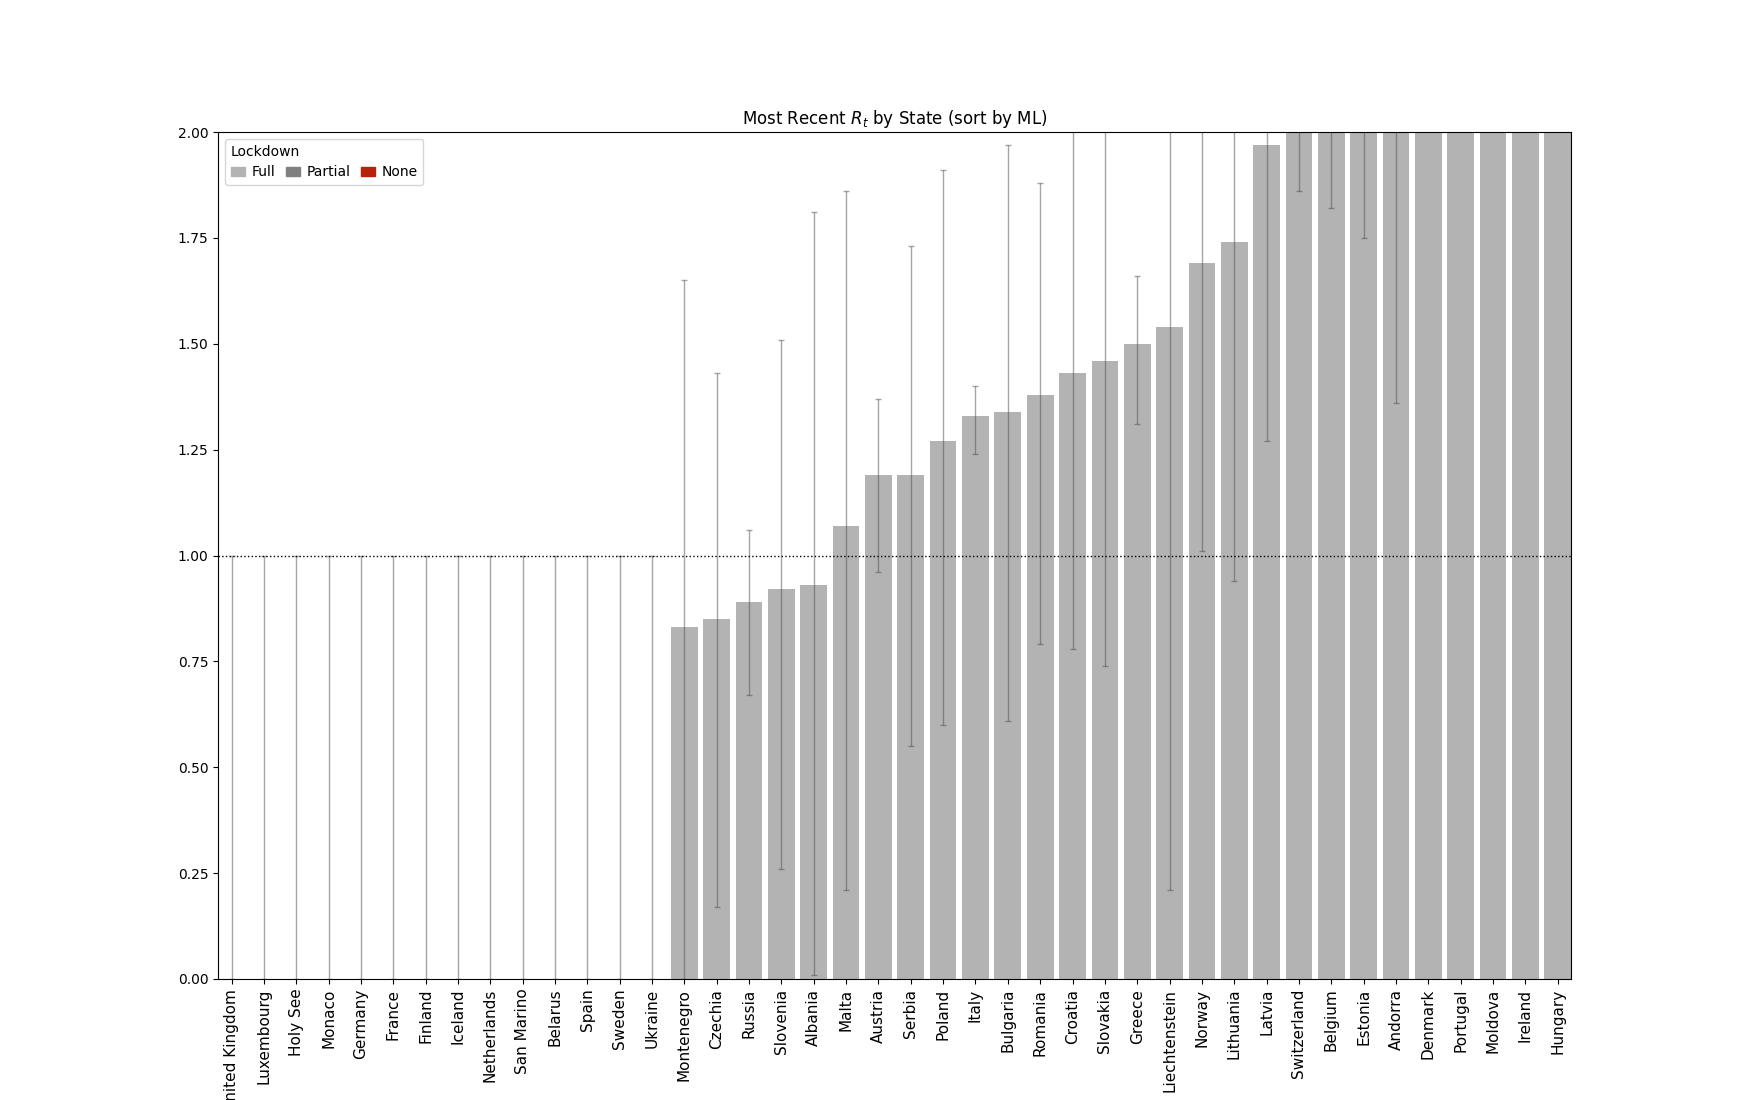 Most Recent Rt by State (sort by ML)
Lockdown
Full Partial None
2.00
1.75
1.50
1.25
1.00
0.75
0.50
0.25
0.00
nited Kingdom
Luxembourg
Holy See
Monaco
Germany
France
Finland
Iceland
Netherlands
San Marino
Belarus
Spain
Sweden
Ukraine
Montenegro
Czechia
Russia
Slovenia
Albania
Malta
Austria
Serbia
Poland
Italy
Bulgaria
Romania
Croatia
Slovakia
Greece
Liechtenstein
Norway
Lithuania
Latvia
Switzerland
Belgium
Estonia
Andorra
Denmark
Portugal
Moldova
Ireland
Hungary